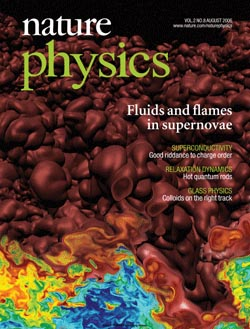 nature
physics
VOL.2 NO.8 AUGUST 2006
www.nature.com/naturephysics
Fluids and flames
in supernovae
SUPERCONDUCTIVITY
Good riddance to charge order
RELAXATION DYNAMICS
Hot quantum rods
GLASS PHYSICS
Colloids on the right track